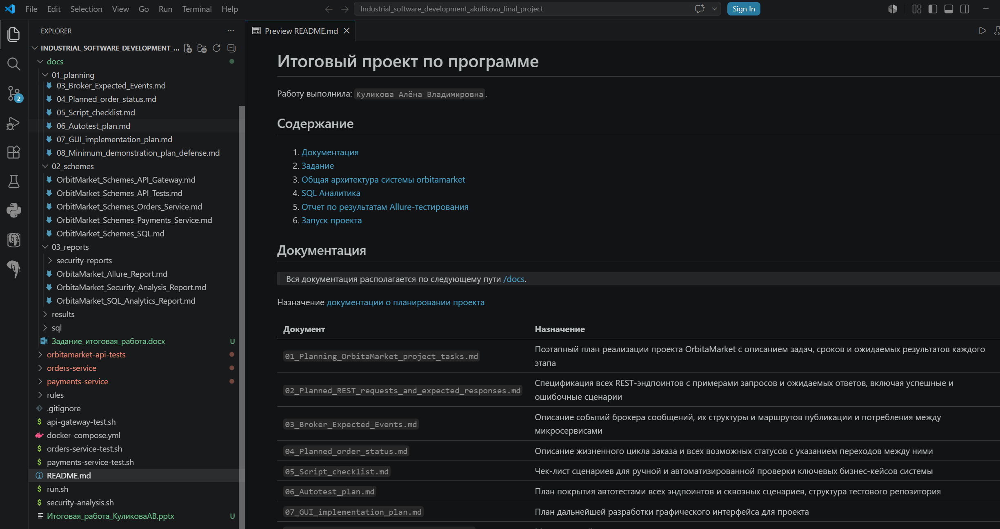 File Edit Selection View Go Run Terminal Help
Industrial_software_development_akulikova_final_project
Sign In
EXPLORER
INDUSTRIAL_SOFTWARE_DEVELOPMENT_...
docs
01_planning
03_Broker_Expected_Events.md
04_Planned_order_status.md
05_Script_checklist.md
06_Autotest_plan.md
07_GUI_implementation_plan.md
08_Minimum_demonstration_plan_defense.md
02_schemes
OrbitMarket_Schemes_API_Gateway.md
OrbitMarket_Schemes_API_Tests.md
OrbitMarket_Schemes_Orders_Service.md
OrbitMarket_Schemes_Payments_Service.md
OrbitMarket_Schemes_SQL.md
03_reports
security-reports
OrbitaMarket_Allure_Report.md
OrbitaMarket_Security_Analysis_Report.md
OrbitaMarket_SQL_Analytics_Report.md
results
sql
Задание_итоговая_работа.docx U
orbitamarket-api-tests
orders-service
payments-service
rules
.gitignore
api-gateway-test.sh
docker-compose.yml
orders-service-test.sh
payments-service-test.sh
README.md
run.sh
security-analysis.sh
Итоговая_работа_КуликоваАВ.pptx U
2
Preview README.md
Итоговый проект по программе
Работу выполнила: Куликова Алёна Владимировна.
Содержание
1. Документация
2. Задание
3. Общая архитектура системы orbitamarket
4. SQL Аналитика
5. Отчет по результатам Allure-тестирования
6. Запуск проекта
Документация
Вся документация располагается по следующему пути /docs.
Назначение документации о планировании проекта
Документ Назначение
01_Planning_OrbitaMarket_project_tasks.md Поэтапный план реализации проекта OrbitaMarket с описанием задач, сроков и ожидаемых результатов каждого
этапа
02_Planned_REST_requests_and_expected_responses.md Спецификация всех REST-эндпоинтов с примерами запросов и ожидаемых ответов, включая успешные и
ошибочные сценарии
03_Broker_Expected_Events.md Описание событий брокера сообщений, их структуры и маршрутов публикации и потребления между
микросервисами
04_Planned_order_status.md Описание жизненного цикла заказа и всех возможных статусов с указанием переходов между ними
05_Script_checklist.md Чек-лист сценариев для ручной и автоматизированной проверки ключевых бизнес-кейсов системы
06_Autotest_plan.md План покрытия автотестами всех эндпоинтов и сквозных сценариев, структура тестового репозитория
07_GUI_implementation_plan.md План дальнейшей разработки графического интерфейса для проекта